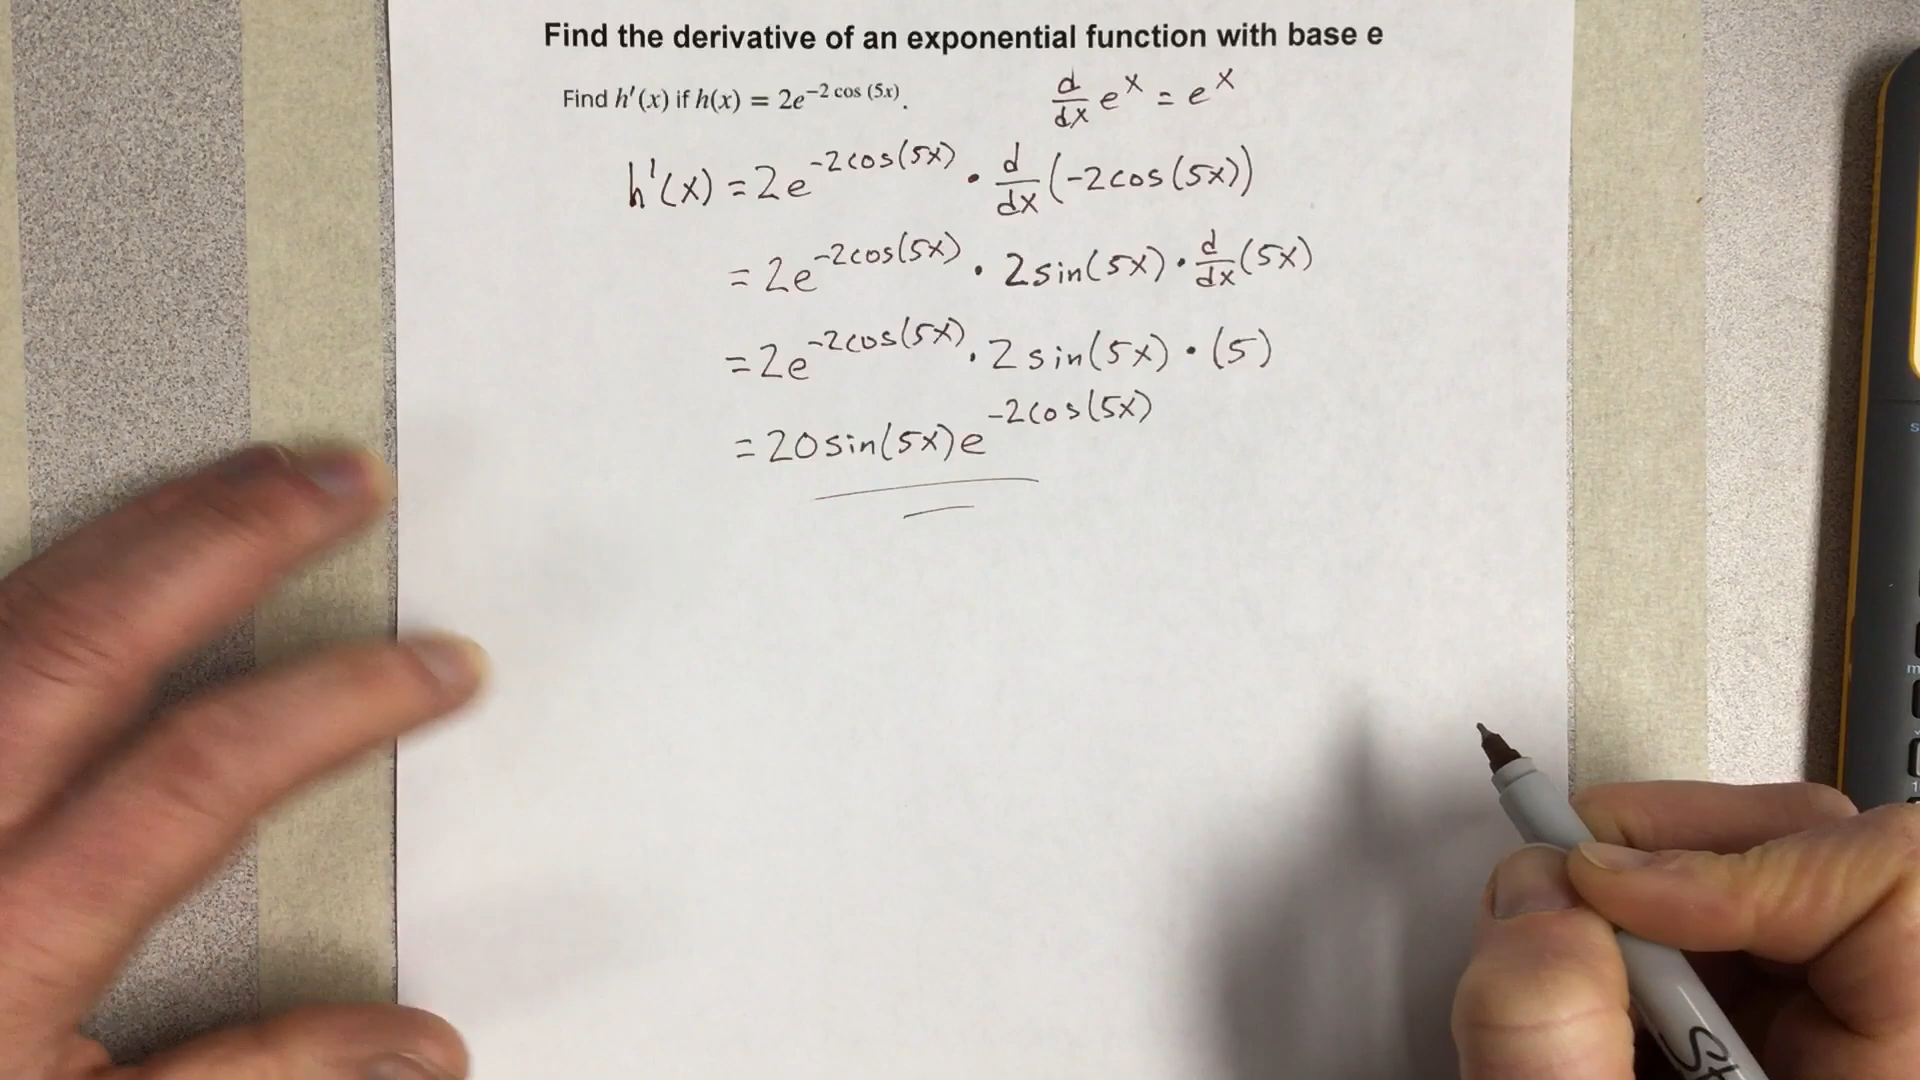 Find the derivative of an exponential function with base e
Find h′(x) if h(x) = 2e^{-2 cos (5x)}.
d/dx e^x = e^x
h'(x) = 2e^{-2cos(5x)} · d/dx (-2cos(5x))
= 2e^{-2cos(5x)} · 2sin(5x) · d/dx (5x)
= 2e^{-2cos(5x)} · 2sin(5x) · (5)
= 20sin(5x)e^{-2cos(5x)}